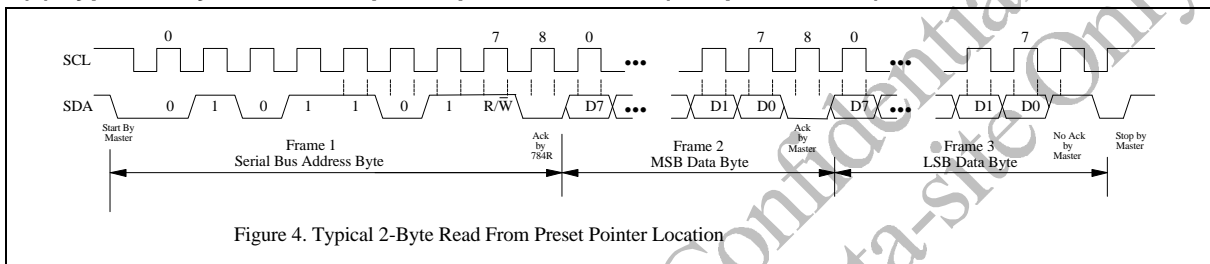 0 7 8 0 7 8 0 7
SCL
SDA 0 1 0 1 1 0 1 R/W̅ D7 D1 D0 D7 D1 D0
Start By Master
Ack by 784R
Ack by Master
No Ack by Master
Stop by Master
Frame 1
Serial Bus Address Byte
Frame 2
MSB Data Byte
Frame 3
LSB Data Byte
Figure 4. Typical 2-Byte Read From Preset Pointer Location